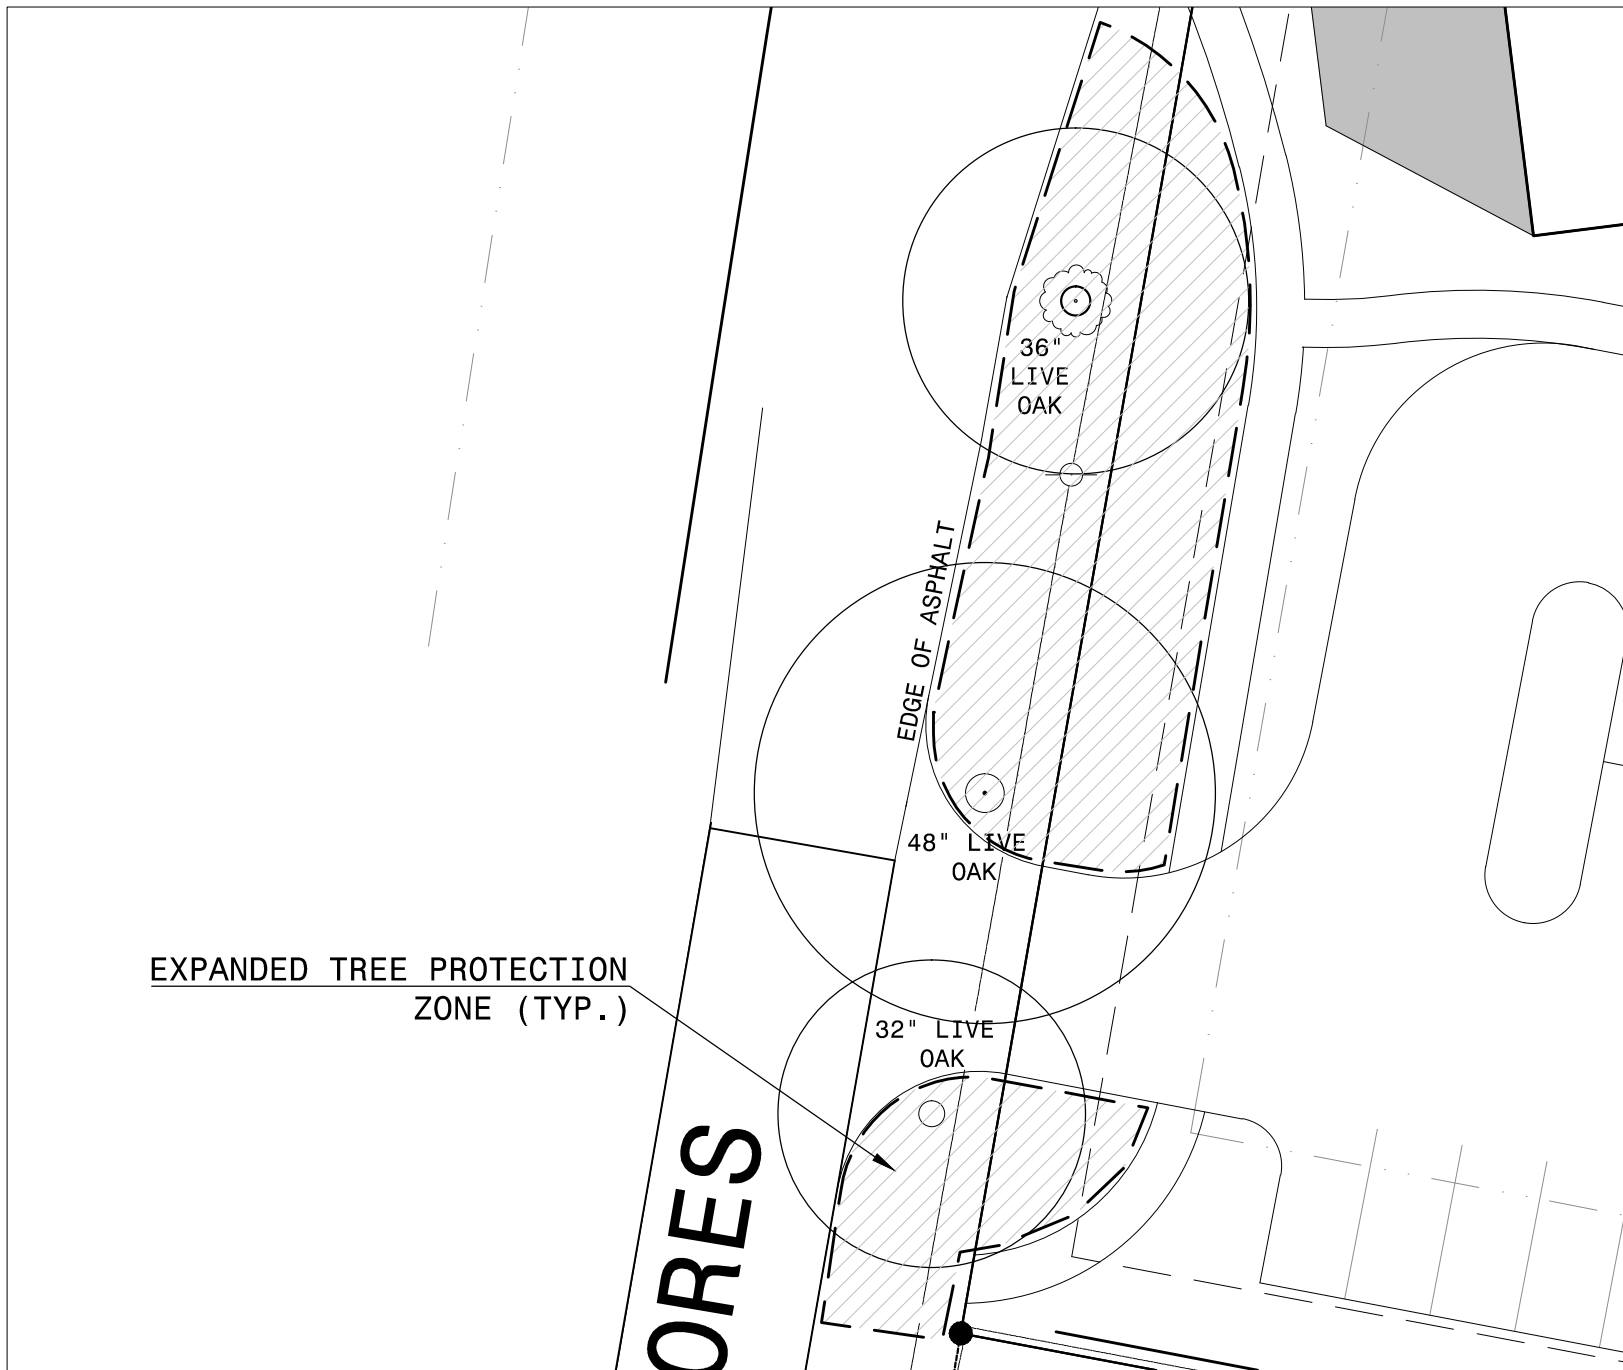 36"
LIVE
OAK
EDGE OF ASPHALT
48" LIVE
OAK
EXPANDED TREE PROTECTION
ZONE (TYP.)
32" LIVE
OAK
ORES